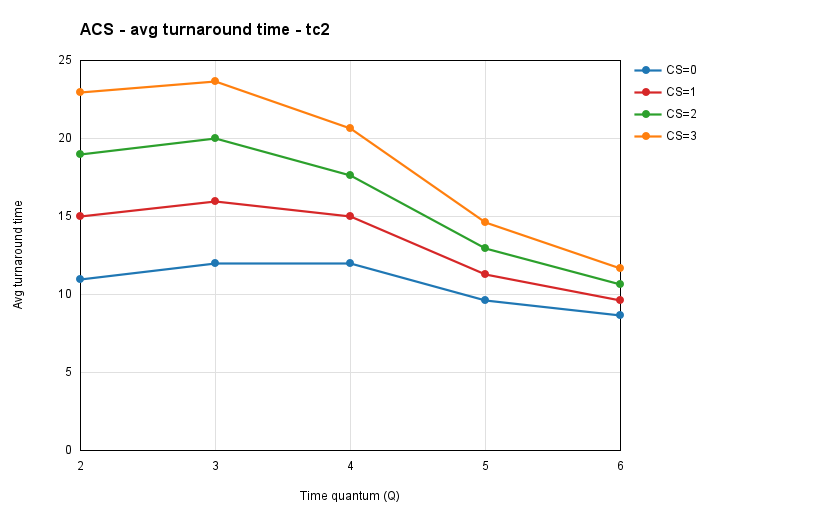 ACS - avg turnaround time - tc2
25
20
15
10
5
0
2 3 4 5 6
Avg turnaround time
Time quantum (Q)
CS=0
CS=1
CS=2
CS=3